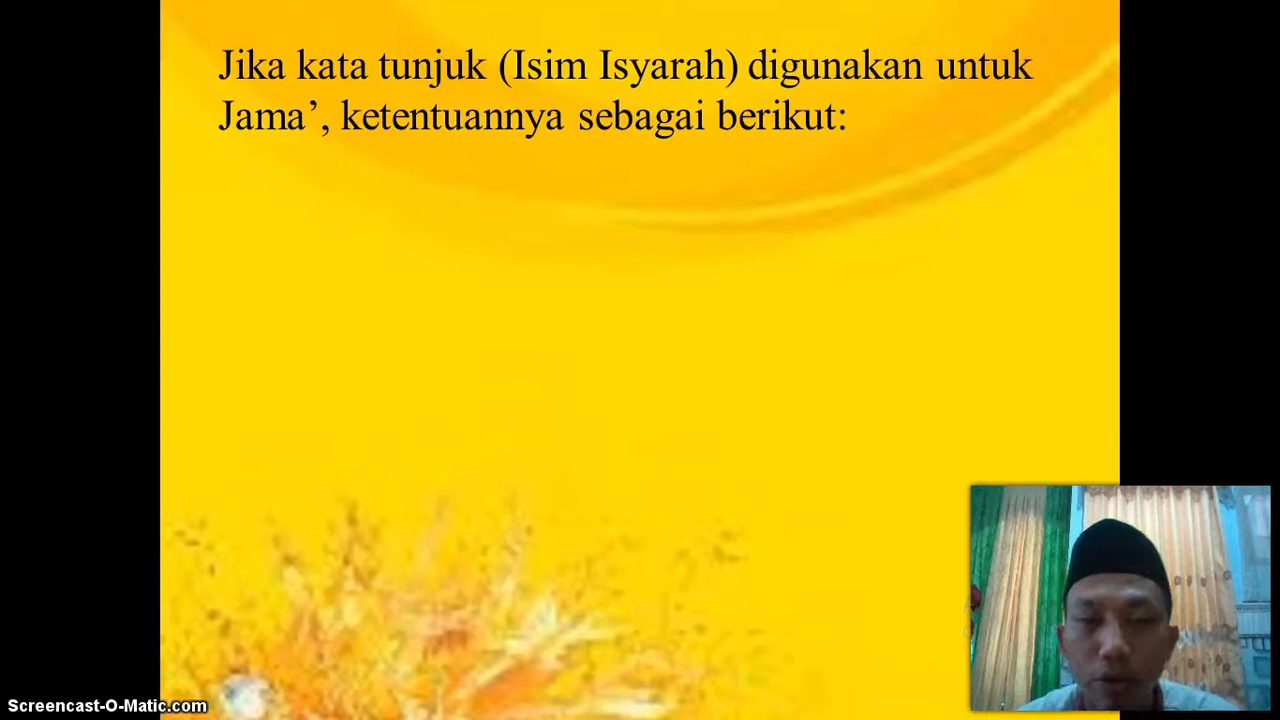 Jika kata tunjuk (Isim Isyarah) digunakan untuk
Jama’, ketentuannya sebagai berikut:
Screencast-O-Matic.com